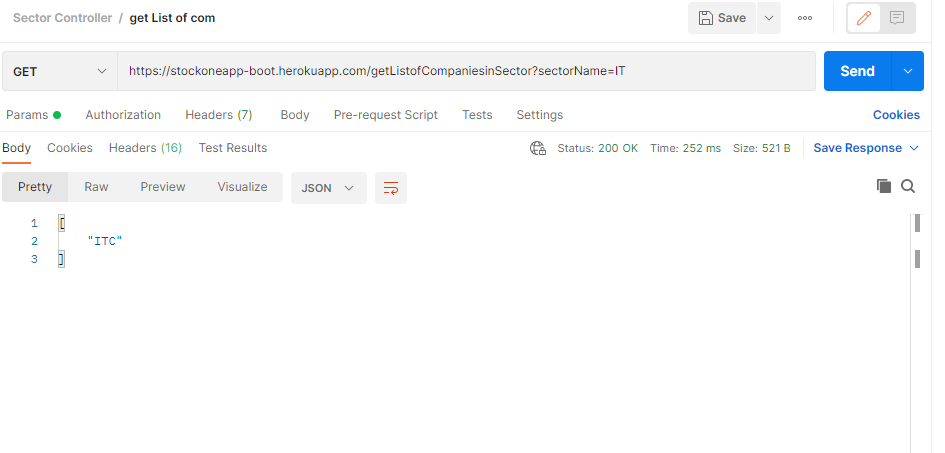 Sector Controller / get List of com
Save
GET https://stockoneapp-boot.herokuapp.com/getListofCompaniesinSector?sectorName=IT Send
Params Authorization Headers (7) Body Pre-request Script Tests Settings Cookies
Body Cookies Headers (16) Test Results Status: 200 OK Time: 252 ms Size: 521 B Save Response
Pretty Raw Preview Visualize JSON
1 [
2 "ITC"
3 ]